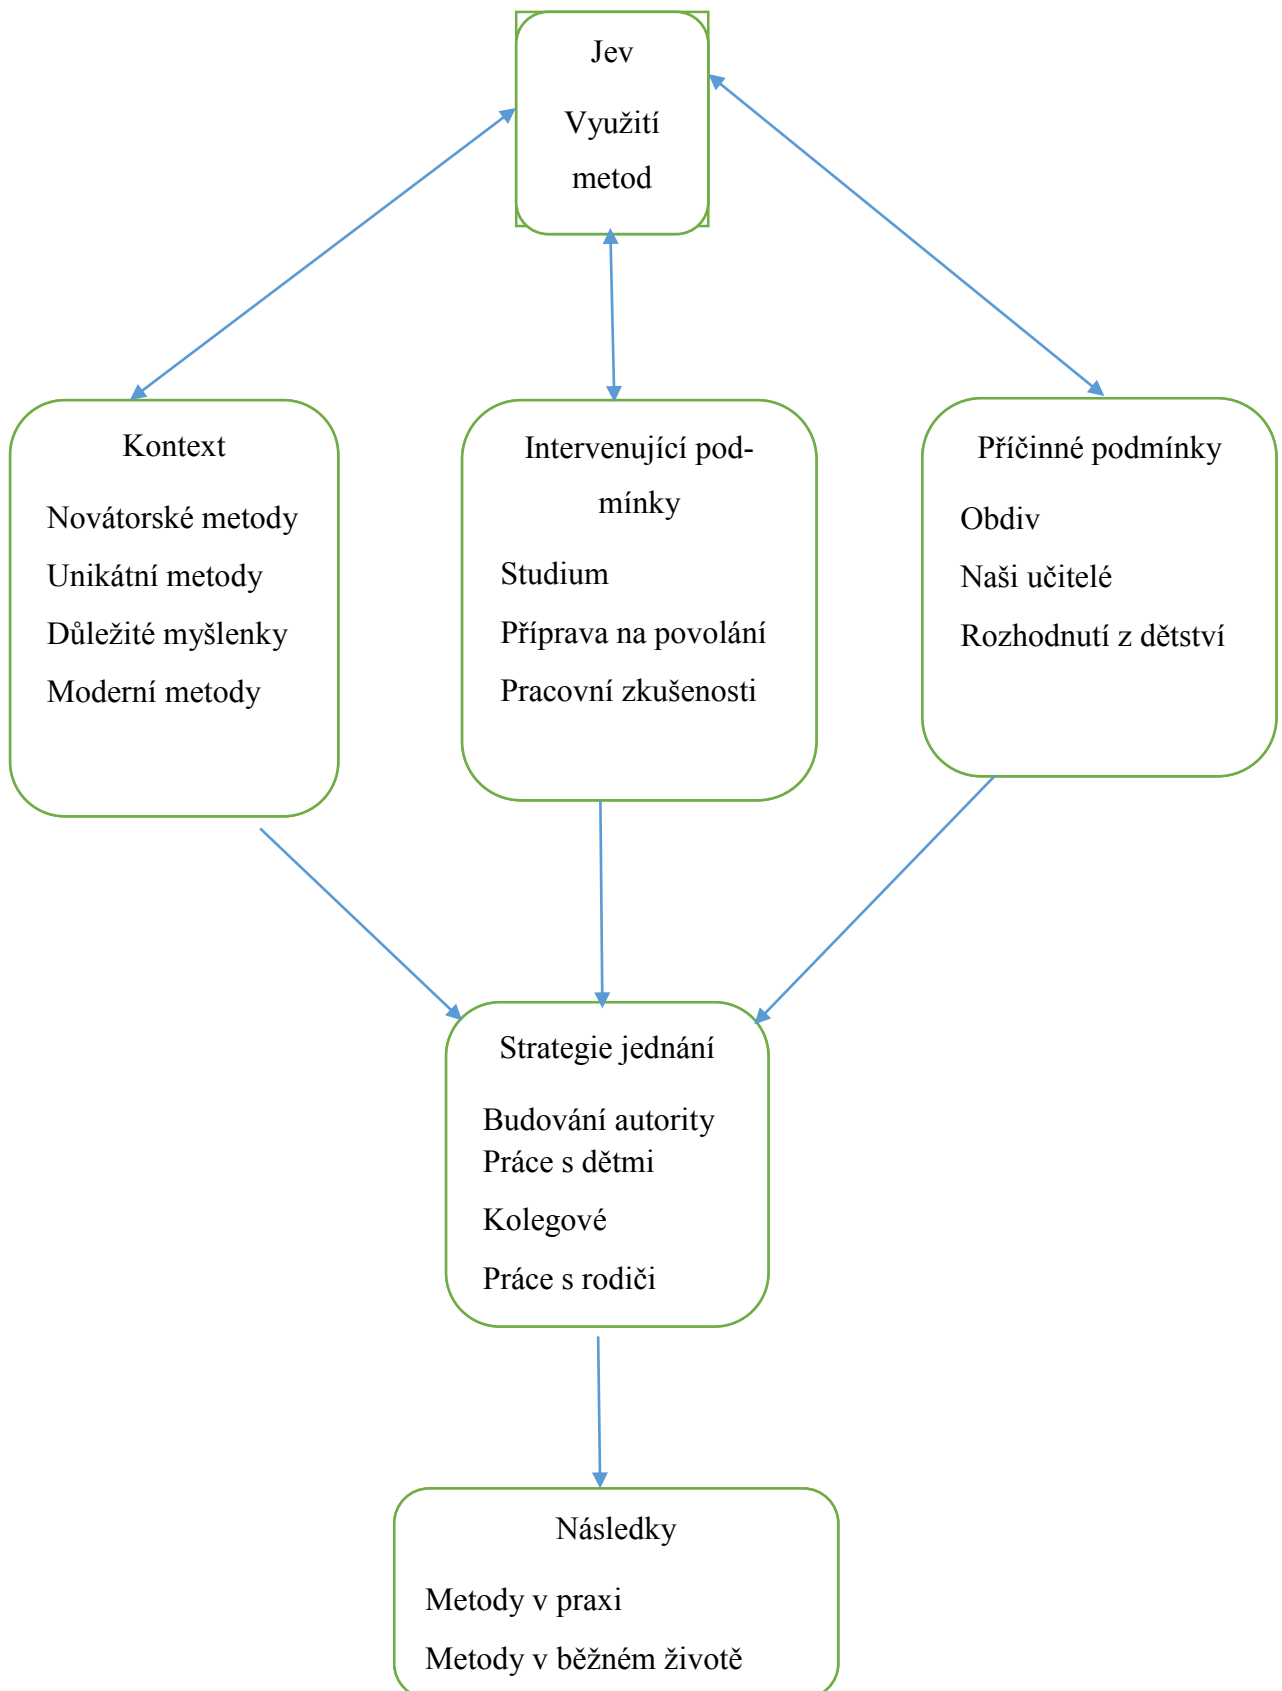 Jev
Využití
metod
Kontext
Novátorské metody
Unikátní metody
Důležité myšlenky
Moderní metody
Intervenující pod-
mínky
Studium
Příprava na povolání
Pracovní zkušenosti
Příčinné podmínky
Obdiv
Naši učitelé
Rozhodnutí z dětství
Strategie jednání
Budování autority
Práce s dětmi
Kolegové
Práce s rodiči
Následky
Metody v praxi
Metody v běžném životě